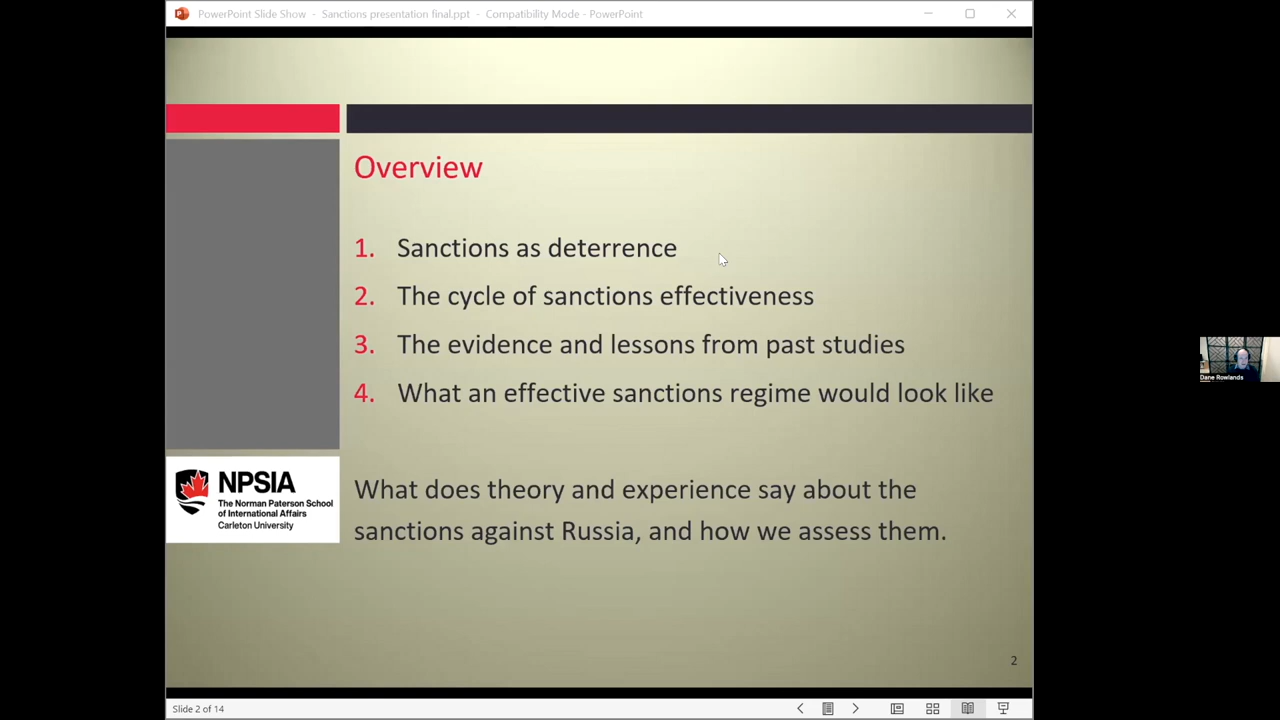 PowerPoint Slide Show - Sanctions presentation final.ppt - Compatibility Mode - PowerPoint
Overview
1. Sanctions as deterrence
2. The cycle of sanctions effectiveness
3. The evidence and lessons from past studies
4. What an effective sanctions regime would look like
What does theory and experience say about the
sanctions against Russia, and how we assess them.
NPSIA
The Norman Paterson School
of International Affairs
Carleton University
2
Slide 2 of 14
Dane Rowlands